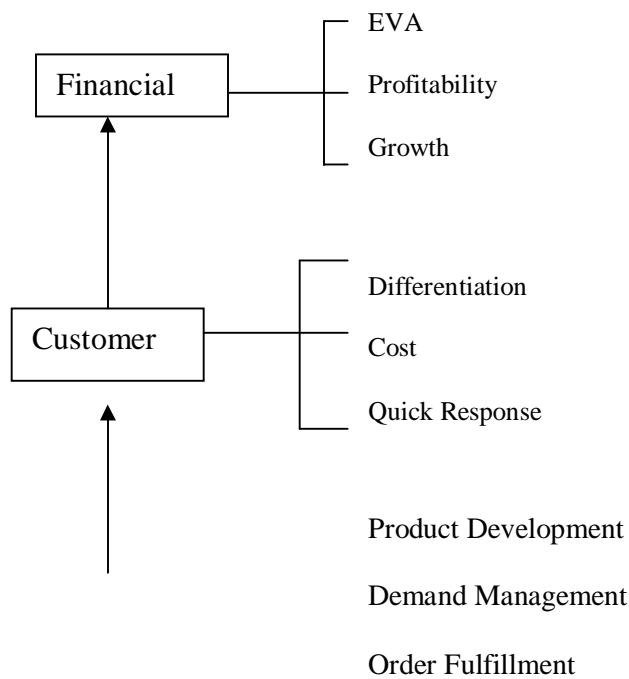 EVA
Financial
Profitability
Growth
Differentiation
Customer
Cost
Quick Response
Product Development
Demand Management
Order Fulfillment